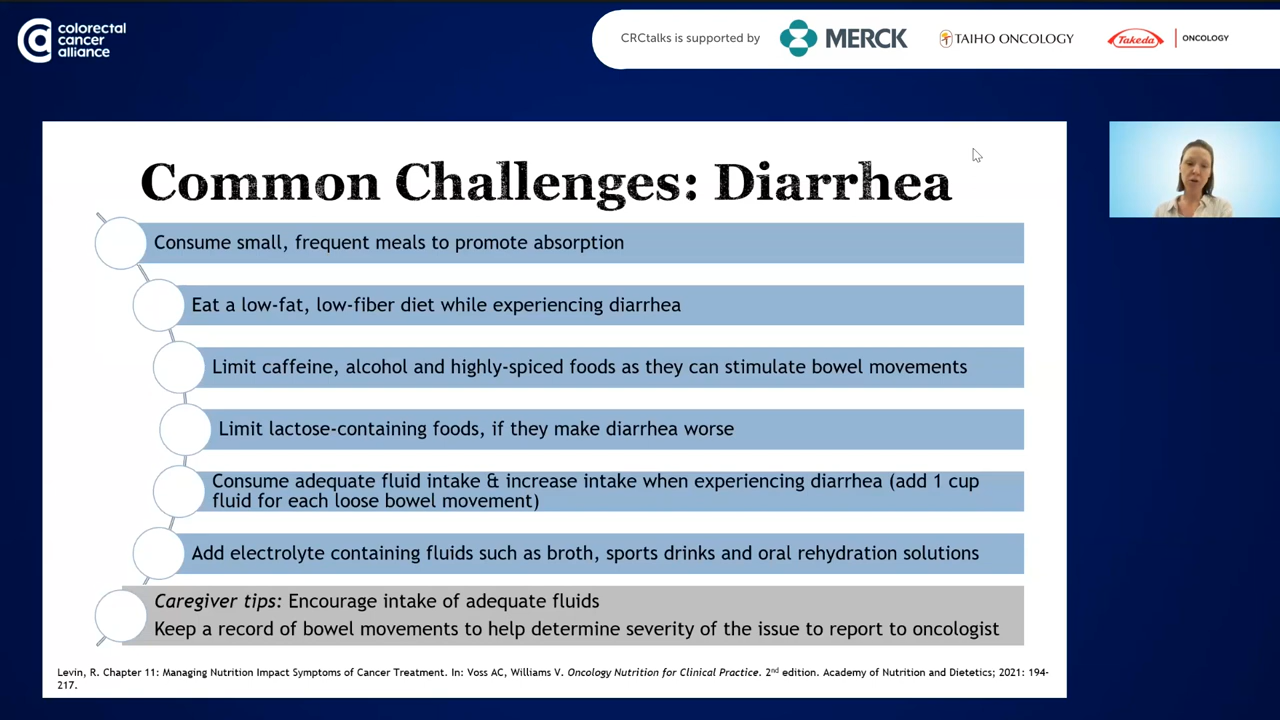 colorectal
cancer
alliance
CRCtalks is supported by
MERCK
TAIHO ONCOLOGY
Takeda
ONCOLOGY
Common Challenges: Diarrhea
Consume small, frequent meals to promote absorption
Eat a low-fat, low-fiber diet while experiencing diarrhea
Limit caffeine, alcohol and highly-spiced foods as they can stimulate bowel movements
Limit lactose-containing foods, if they make diarrhea worse
Consume adequate fluid intake & increase intake when experiencing diarrhea (add 1 cup
fluid for each loose bowel movement)
Add electrolyte containing fluids such as broth, sports drinks and oral rehydration solutions
Caregiver tips: Encourage intake of adequate fluids
Keep a record of bowel movements to help determine severity of the issue to report to oncologist
Levin, R. Chapter 11: Managing Nutrition Impact Symptoms of Cancer Treatment. In: Voss AC, Williams V. Oncology Nutrition for Clinical Practice. 2nd edition. Academy of Nutrition and Dietetics; 2021: 194-
217.